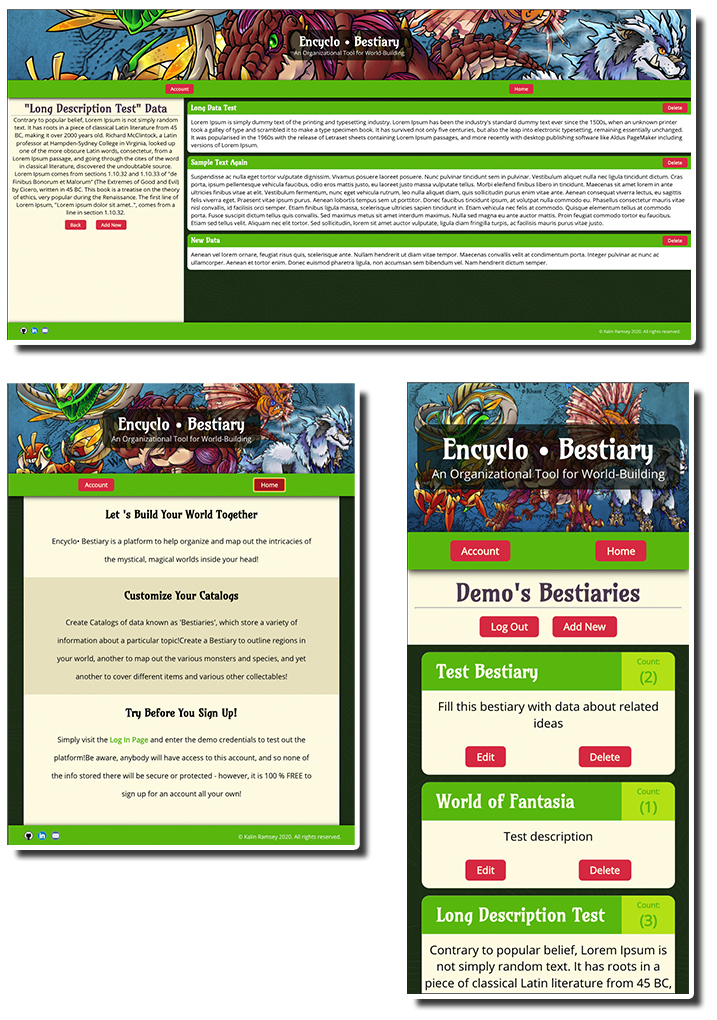 Encyclo • Bestiary
An Organizational Tool for World-Building
Account
Home
"Long Description Test" Data
Contrary to popular belief, Lorem Ipsum is not simply random
text. It has roots in a piece of classical Latin literature from 45
BC, making it over 2000 years old. Richard McClintock, a Latin
professor at Hampden-Sydney College in Virginia, looked up
one of the more obscure Latin words, consectetur, from a
Lorem Ipsum passage, and going through the cites of the word
in classical literature, discovered the undoubtable source.
Lorem Ipsum comes from sections 1.10.32 and 1.10.33 of "de
Finibus Bonorum et Malorum" (The Extremes of Good and Evil)
by Cicero, written in 45 BC. This book is a treatise on the theory
of ethics, very popular during the Renaissance. The first line of
Lorem Ipsum, "Lorem ipsum dolor sit amet..", comes from a
line in section 1.10.32.
Back
Add New
Long Data Test
Delete
Lorem Ipsum is simply dummy text of the printing and typesetting industry. Lorem Ipsum has been the industry's standard dummy text ever since the 1500s, when an unknown printer
took a galley of type and scrambled it to make a type specimen book. It has survived not only five centuries, but also the leap into electronic typesetting, remaining essentially unchanged.
It was popularised in the 1960s with the release of Letraset sheets containing Lorem Ipsum passages, and more recently with desktop publishing software like Aldus PageMaker including
versions of Lorem Ipsum.
Sample Text Again
Delete
Suspendisse ac nulla eget tortor vulputate dignissim. Vivamus posuere laoreet posuere. Nunc pulvinar tincidunt sem in pulvinar. Vestibulum aliquet nulla nec ligula tincidunt dictum. Cras
porta, ipsum pellentesque vehicula faucibus, odio eros mattis justo, eu laoreet justo massa vulputate tellus. Morbi eleifend finibus libero in tincidunt. Maecenas sit amet lorem in ante
ultricies finibus vitae at elit. Vestibulum fermentum, nunc eget vehicula rutrum, leo nulla aliquet diam, quis sollicitudin purus enim vitae ante. Aenean consequat viverra lectus, eu sagittis
felis viverra eget. Praesent vitae ipsum purus. Aenean lobortis tempus sem ut porttitor. Donec faucibus tincidunt ipsum, at volutpat nulla commodo eu. Phasellus consectetur mauris vitae
nisl convallis, id facilisis orci semper. Etiam finibus ligula massa, scelerisque ultricies sapien tincidunt in. Etiam vehicula nec felis at commodo. Quisque elementum tellus at commodo
porta. Fusce suscipit dictum tellus quis convallis. Sed maximus metus sit amet interdum maximus. Nulla sed magna eu ante auctor mattis. Proin feugiat commodo tortor eu faucibus.
Etiam sed tellus velit. Aliquam nec elit tortor. Sed sollicitudin, lorem sit amet auctor vulputate, ligula diam fringilla turpis, ac facilisis mauris purus vitae justo.
New Data
Delete
Aenean vel lorem ornare, feugiat risus quis, scelerisque ante. Nullam hendrerit ut diam vitae tempor. Maecenas convallis velit at condimentum porta. Integer pulvinar ac nunc ac
ullamcorper. Aenean et tortor enim. Donec euismod pharetra ligula, non accumsan sem bibendum vel. Nam hendrerit dictum semper.
© Kalin Ramsey 2020. All rights reserved.
Encyclo • Bestiary
An Organizational Tool for World-Building
Account
Home
Let 's Build Your World Together
Encyclo• Bestiary is a platform to help organize and map out the intricacies of
the mystical, magical worlds inside your head!
Customize Your Catalogs
Create Catalogs of data known as 'Bestiaries', which store a variety of
information about a particular topic!Create a Bestiary to outline regions in
your world, another to map out the various monsters and species, and yet
another to cover different items and various other collectables!
Try Before You Sign Up!
Simply visit the Log In Page and enter the demo credentials to test out the
platform!Be aware, anybody will have access to this account, and so none of
the info stored there will be secure or protected - however, it is 100 % FREE to
sign up for an account all your own!
© Kalin Ramsey 2020. All rights reserved.
Encyclo • Bestiary
An Organizational Tool for World-Building
Account
Home
Demo's Bestiaries
Log Out
Add New
Test Bestiary
Count:
(2)
Fill this bestiary with data about related
ideas
Edit
Delete
World of Fantasia
Count:
(1)
Test description
Edit
Delete
Long Description Test
Count:
(3)
Contrary to popular belief, Lorem Ipsum is
not simply random text. It has roots in a
piece of classical Latin literature from 45 BC,